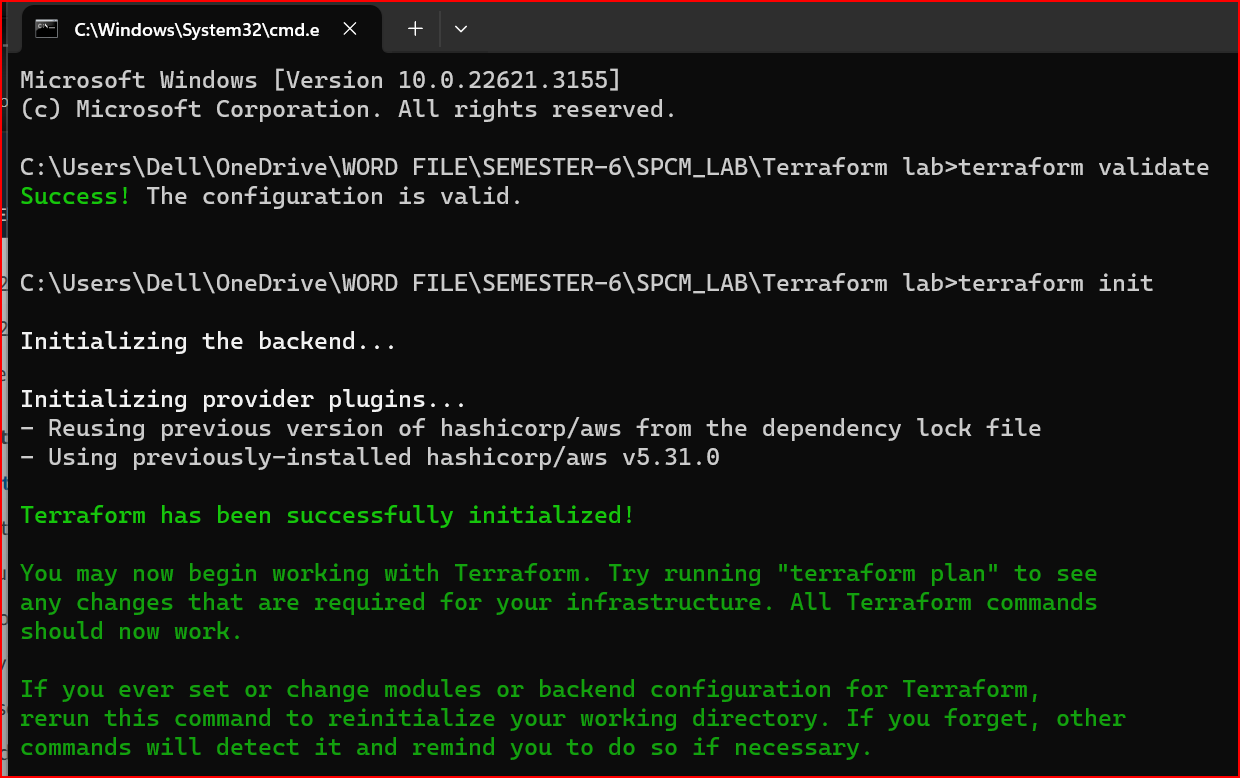 C:\Windows\System32\cmd.e
Microsoft Windows [Version 10.0.22621.3155]
(c) Microsoft Corporation. All rights reserved.
C:\Users\Dell\OneDrive\WORD FILE\SEMESTER-6\SPCM_LAB\Terraform lab>terraform validate
Success! The configuration is valid.
C:\Users\Dell\OneDrive\WORD FILE\SEMESTER-6\SPCM_LAB\Terraform lab>terraform init
Initializing the backend...
Initializing provider plugins...
- Reusing previous version of hashicorp/aws from the dependency lock file
- Using previously-installed hashicorp/aws v5.31.0
Terraform has been successfully initialized!
You may now begin working with Terraform. Try running "terraform plan" to see
any changes that are required for your infrastructure. All Terraform commands
should now work.
If you ever set or change modules or backend configuration for Terraform,
rerun this command to reinitialize your working directory. If you forget, other
commands will detect it and remind you to do so if necessary.